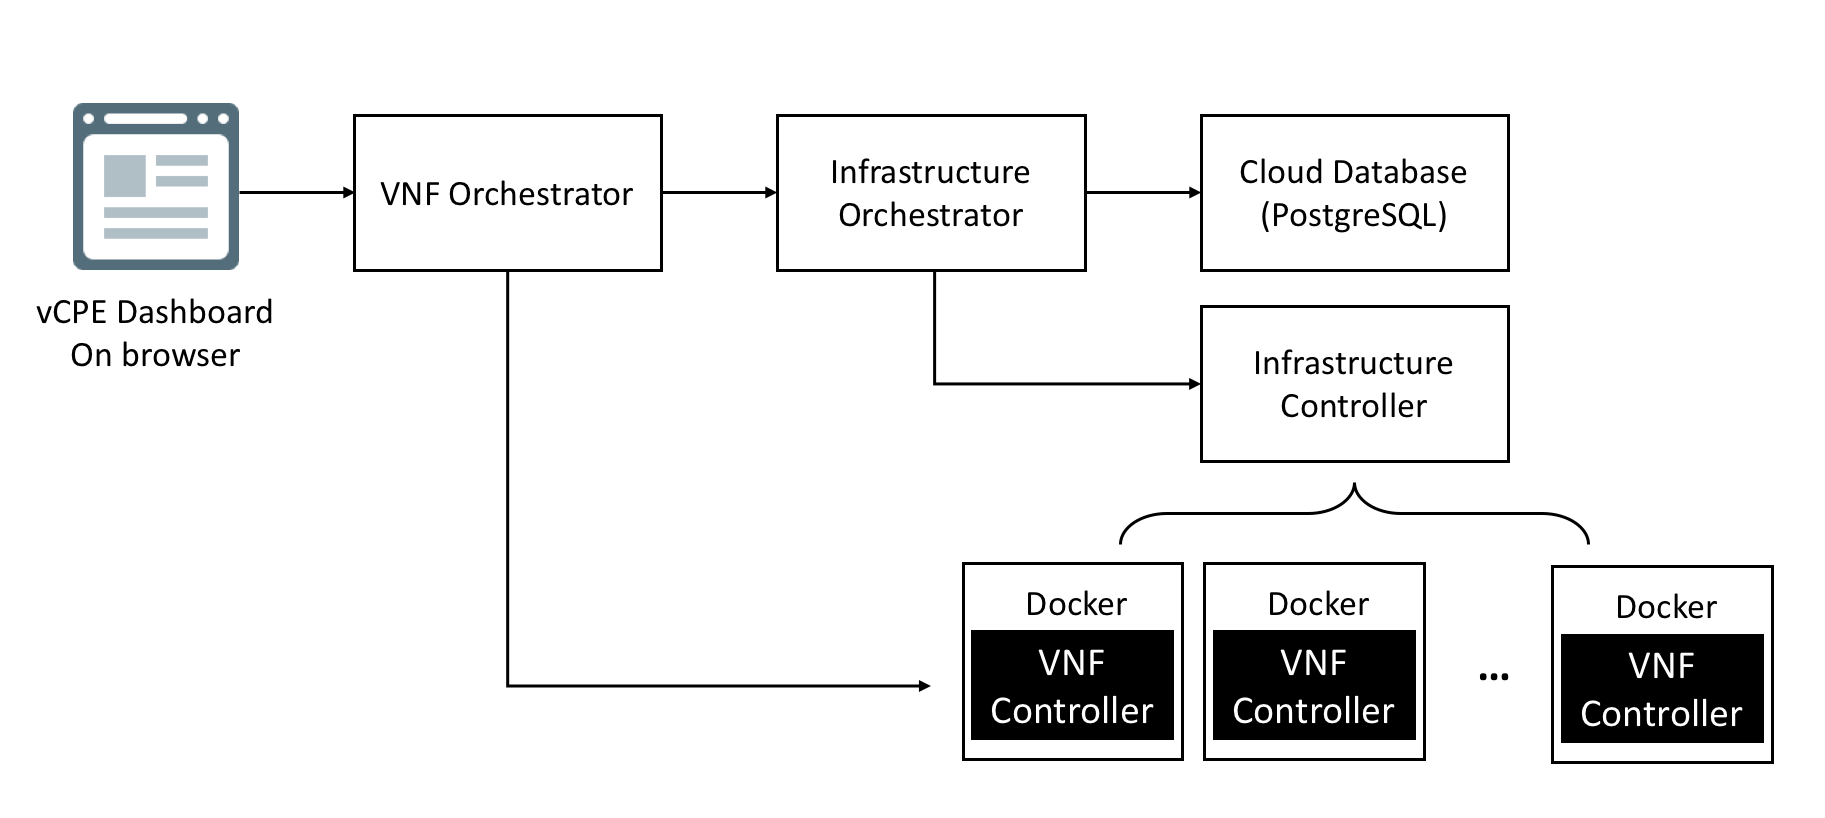 vCPE Dashboard
On browser
VNF Orchestrator
Infrastructure
Orchestrator
Cloud Database
(PostgreSQL)
Infrastructure
Controller
Docker
VNF
Controller
Docker
VNF
Controller
...
Docker
VNF
Controller